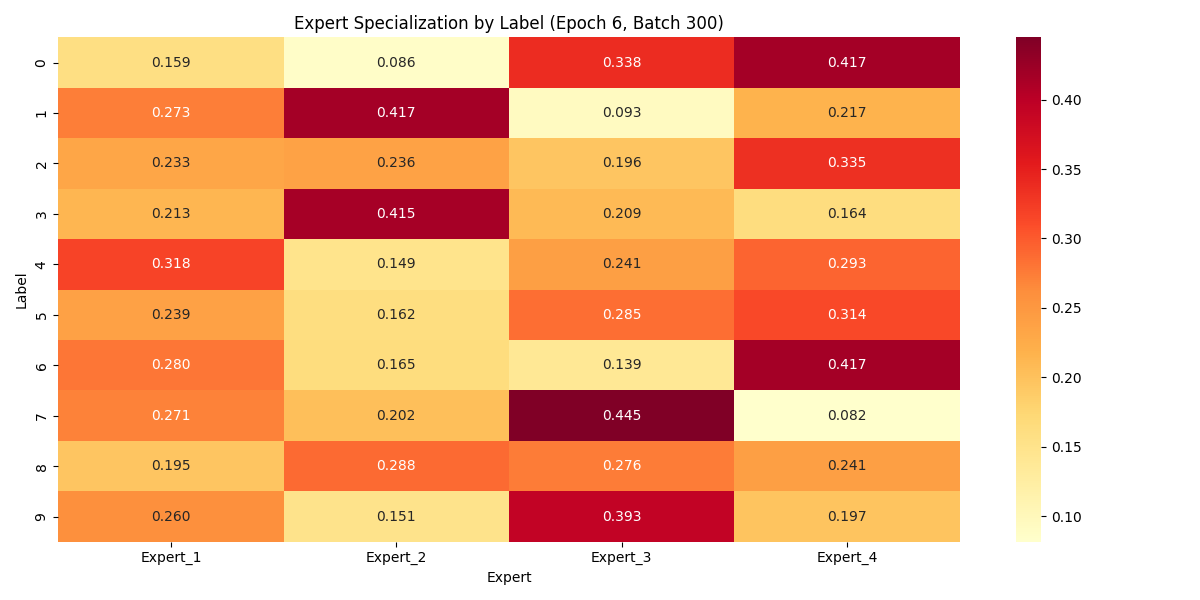 Expert Specialization by Label (Epoch 6, Batch 300)
0 0.159 0.086 0.338 0.417
1 0.273 0.417 0.093 0.217
2 0.233 0.236 0.196 0.335
3 0.213 0.415 0.209 0.164
4 0.318 0.149 0.241 0.293
5 0.239 0.162 0.285 0.314
6 0.280 0.165 0.139 0.417
7 0.271 0.202 0.445 0.082
8 0.195 0.288 0.276 0.241
9 0.260 0.151 0.393 0.197
Label
Expert_1 Expert_2 Expert_3 Expert_4
Expert
0.40
0.35
0.30
0.25
0.20
0.15
0.10